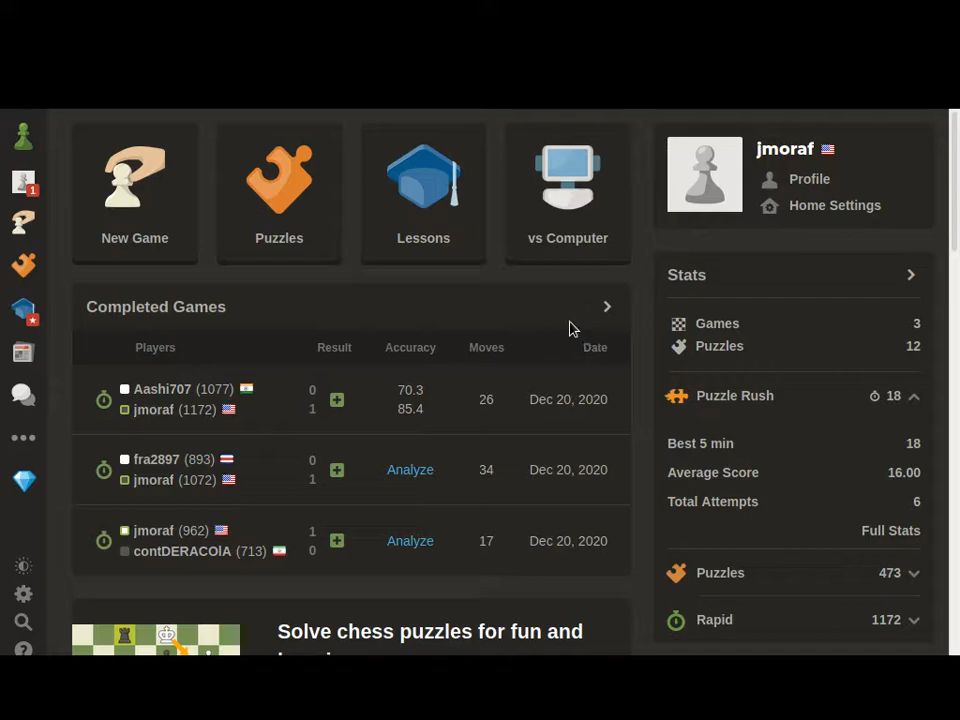 1
New Game
Puzzles
Lessons
vs Computer
jmoraf
Profile
Home Settings
Completed Games
Players Result Accuracy Moves Date
Aashi707 (1077) 0 70.3
jmoraf (1172) 1 85.4
26 Dec 20, 2020
fra2897 (893) 0
jmoraf (1072) 1
Analyze 34 Dec 20, 2020
jmoraf (962) 1
contDERACOlA (713) 0
Analyze 17 Dec 20, 2020
Solve chess puzzles for fun and
Stats
Games 3
Puzzles 12
Puzzle Rush 18
Best 5 min 18
Average Score 16.00
Total Attempts 6
Full Stats
Puzzles 473
Rapid 1172